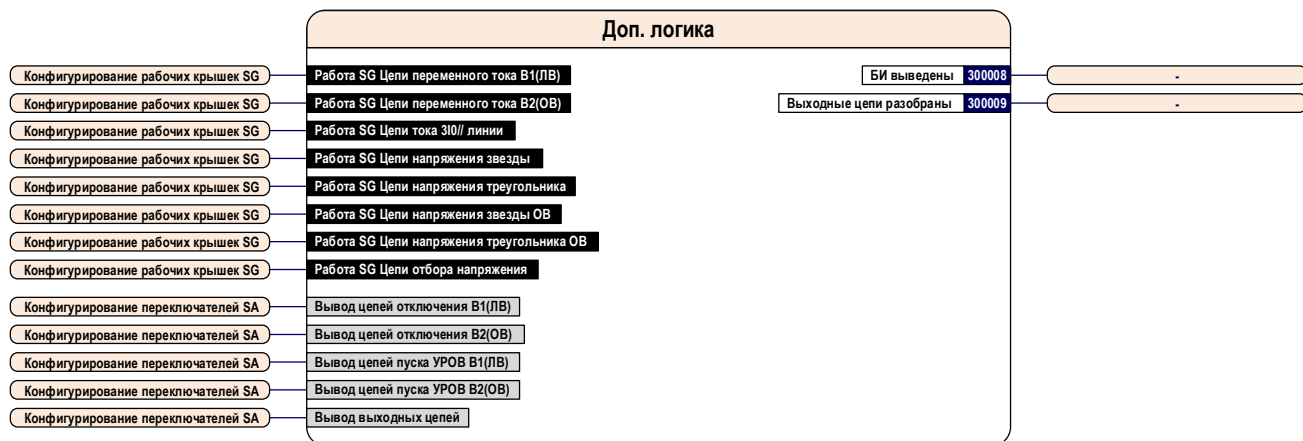 Доп. логика
Конфигурирование рабочих крышек SG Работа SG Цепи переменного тока В1(ЛВ) БИ выведены 300008 -
Конфигурирование рабочих крышек SG Работа SG Цепи переменного тока В2(ОВ) Выходные цепи разобраны 300009 -
Конфигурирование рабочих крышек SG Работа SG Цепи тока 3I0// линии
Конфигурирование рабочих крышек SG Работа SG Цепи напряжения звезды
Конфигурирование рабочих крышек SG Работа SG Цепи напряжения треугольника
Конфигурирование рабочих крышек SG Работа SG Цепи напряжения звезды ОВ
Конфигурирование рабочих крышек SG Работа SG Цепи напряжения треугольника ОВ
Конфигурирование рабочих крышек SG Работа SG Цепи отбора напряжения
Конфигурирование переключателей SA Вывод цепей отключения В1(ЛВ)
Конфигурирование переключателей SA Вывод цепей отключения В2(ОВ)
Конфигурирование переключателей SA Вывод цепей пуска УРОВ В1(ЛВ)
Конфигурирование переключателей SA Вывод цепей пуска УРОВ В2(ОВ)
Конфигурирование переключателей SA Вывод выходных цепей